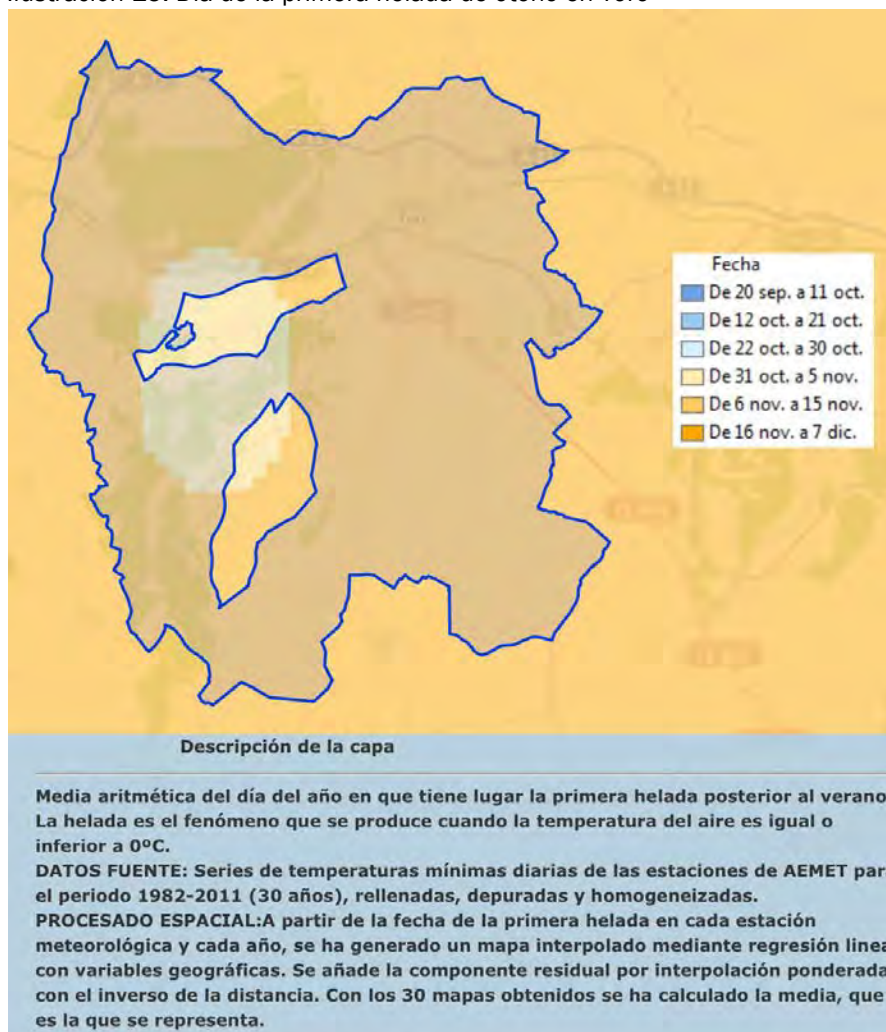 Fecha
De 20 sep. a 11 oct.
De 12 oct. a 21 oct.
De 22 oct. a 30 oct.
De 31 oct. a 5 nov.
De 6 nov. a 15 nov.
De 16 nov. a 7 dic.
Descripción de la capa
Media aritmética del día del año en que tiene lugar la primera helada posterior al verano
La helada es el fenómeno que se produce cuando la temperatura del aire es igual o
inferior a 0ºC.
DATOS FUENTE: Series de temperaturas mínimas diarias de las estaciones de AEMET par
el periodo 1982-2011 (30 años), rellenadas, depuradas y homogeneizadas.
PROCESADO ESPACIAL:A partir de la fecha de la primera helada en cada estación
meteorológica y cada año, se ha generado un mapa interpolado mediante regresión linea
con variables geográficas. Se añade la componente residual por interpolación ponderada
con el inverso de la distancia. Con los 30 mapas obtenidos se ha calculado la media, que
es la que se representa.